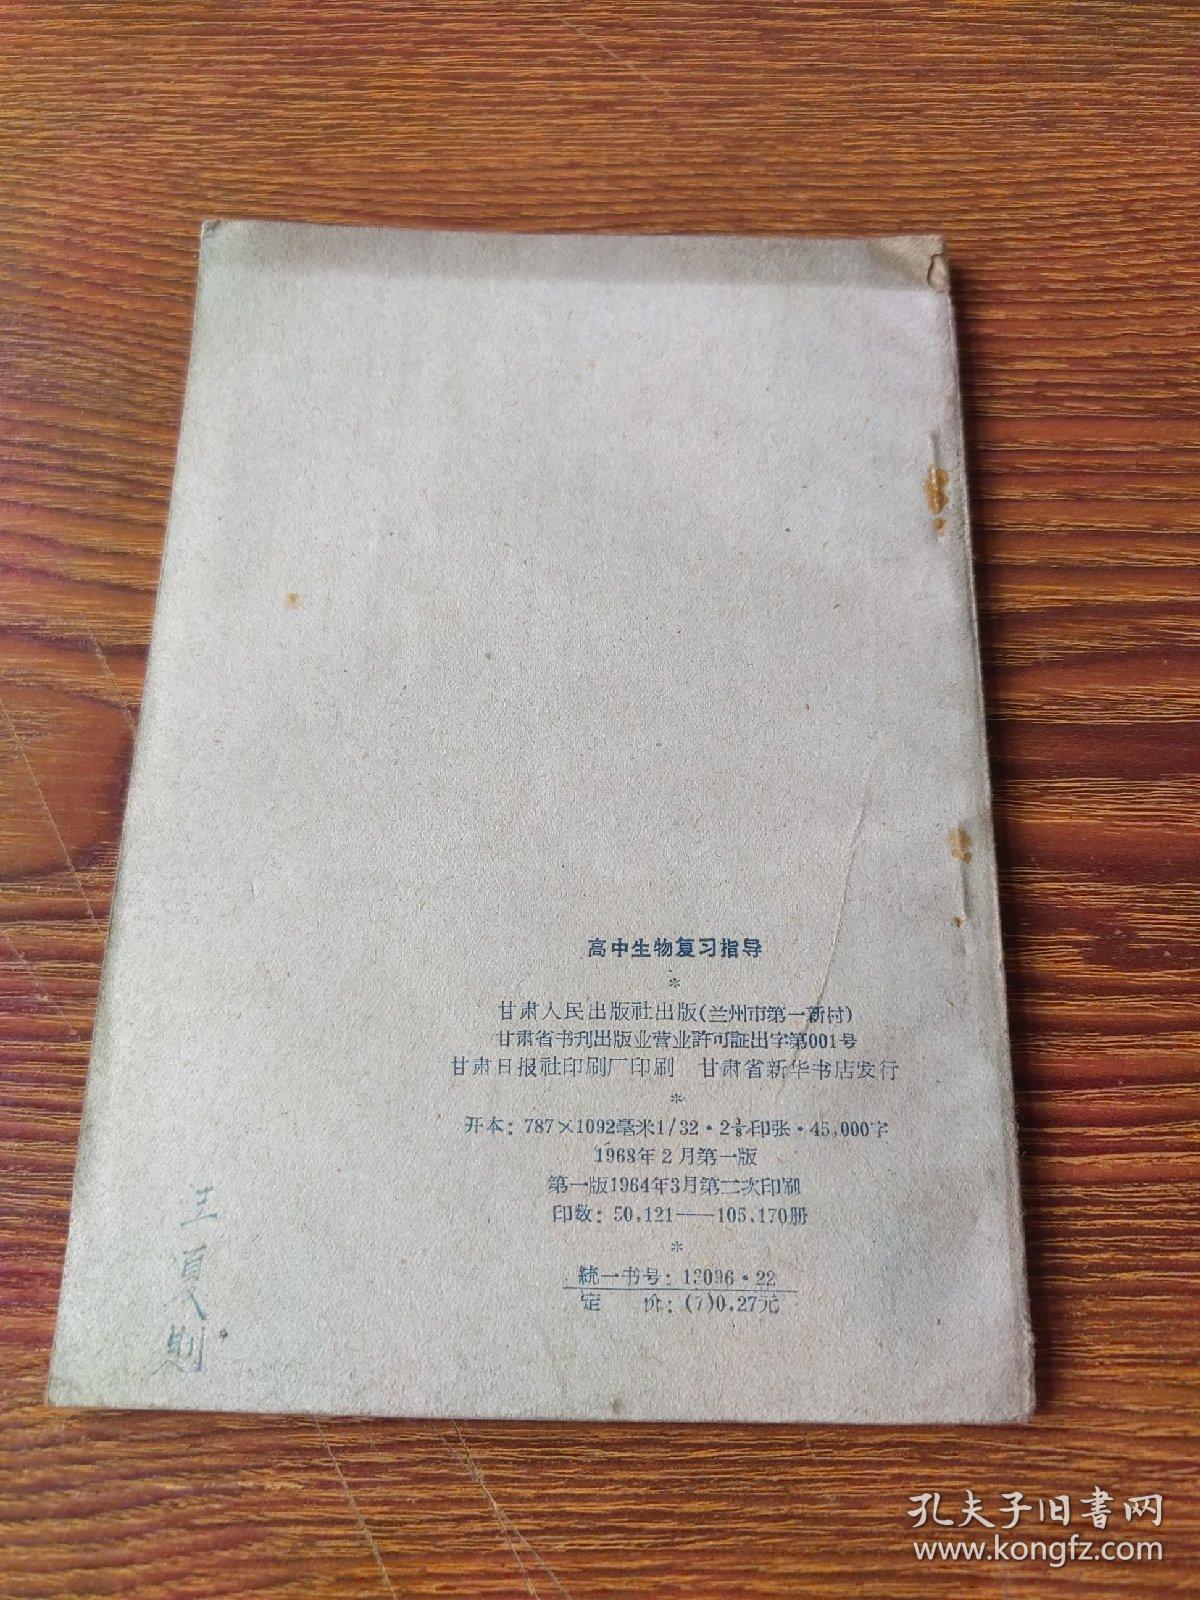 高中生物复习指导
*
甘肃人民出版社出版(兰州市第一新村)
甘肃省书刊出版业营业許可証出字第001号
甘肃日报社印刷厂印刷 甘肃省新华书店发行
*
开本: 787×1092毫米1/32·2⅜印张·45,000字
1963年2月第一版
第一版1964年3月第二次印刷
印数: 50,121——105,170册
*
統一书号: 13096·22
定 价: (7)0.27元
王
孔夫子旧書网
www.kongfz.com